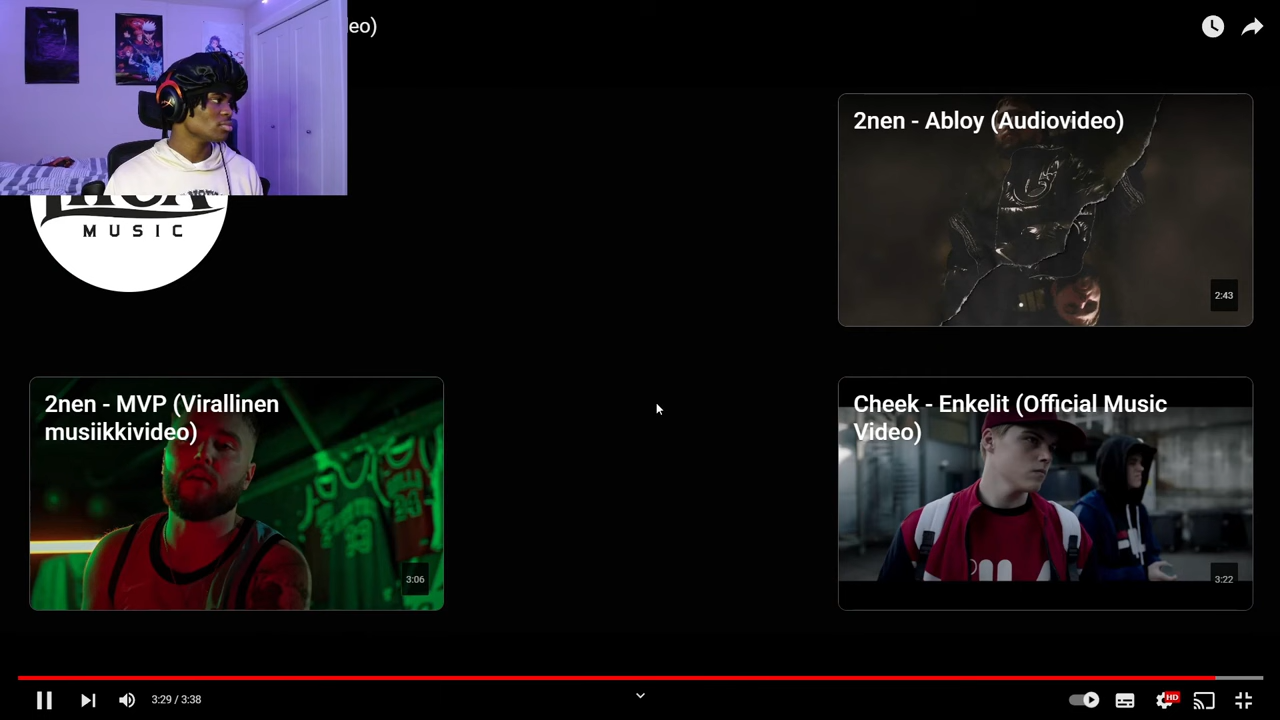 eo)
MUSIC
2nen - Abloy (Audiovideo)
2:43
2nen - MVP (Virallinen
musiikkivideo)
3:06
Cheek - Enkelit (Official Music
Video)
3:22
3:29 / 3:38
HD